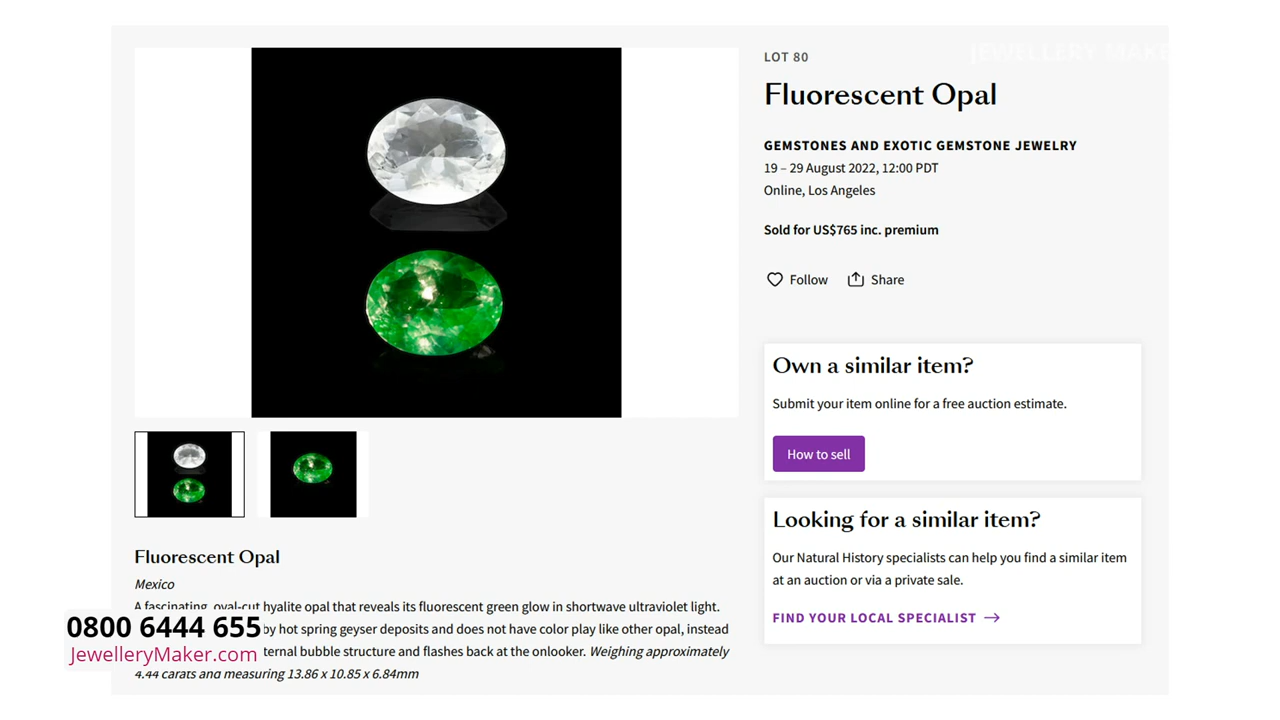 JEWELLERY MAKE
LOT 80
Fluorescent Opal
GEMSTONES AND EXOTIC GEMSTONE JEWELRY
19 – 29 August 2022, 12:00 PDT
Online, Los Angeles
Sold for US$765 inc. premium
Follow Share
Own a similar item?
Submit your item online for a free auction estimate.
How to sell
Looking for a similar item?
Our Natural History specialists can help you find a similar item
at an auction or via a private sale.
FIND YOUR LOCAL SPECIALIST →
Fluorescent Opal
Mexico
A fascinating, oval-cut hyalite opal that reveals its fluorescent green glow in shortwave ultraviolet light.
by hot spring geyser deposits and does not have color play like other opal, instead
ternal bubble structure and flashes back at the onlooker. Weighing approximately
4.44 carats and measuring 13.86 x 10.85 x 6.84mm
0800 6444 655
JewelleryMaker.com